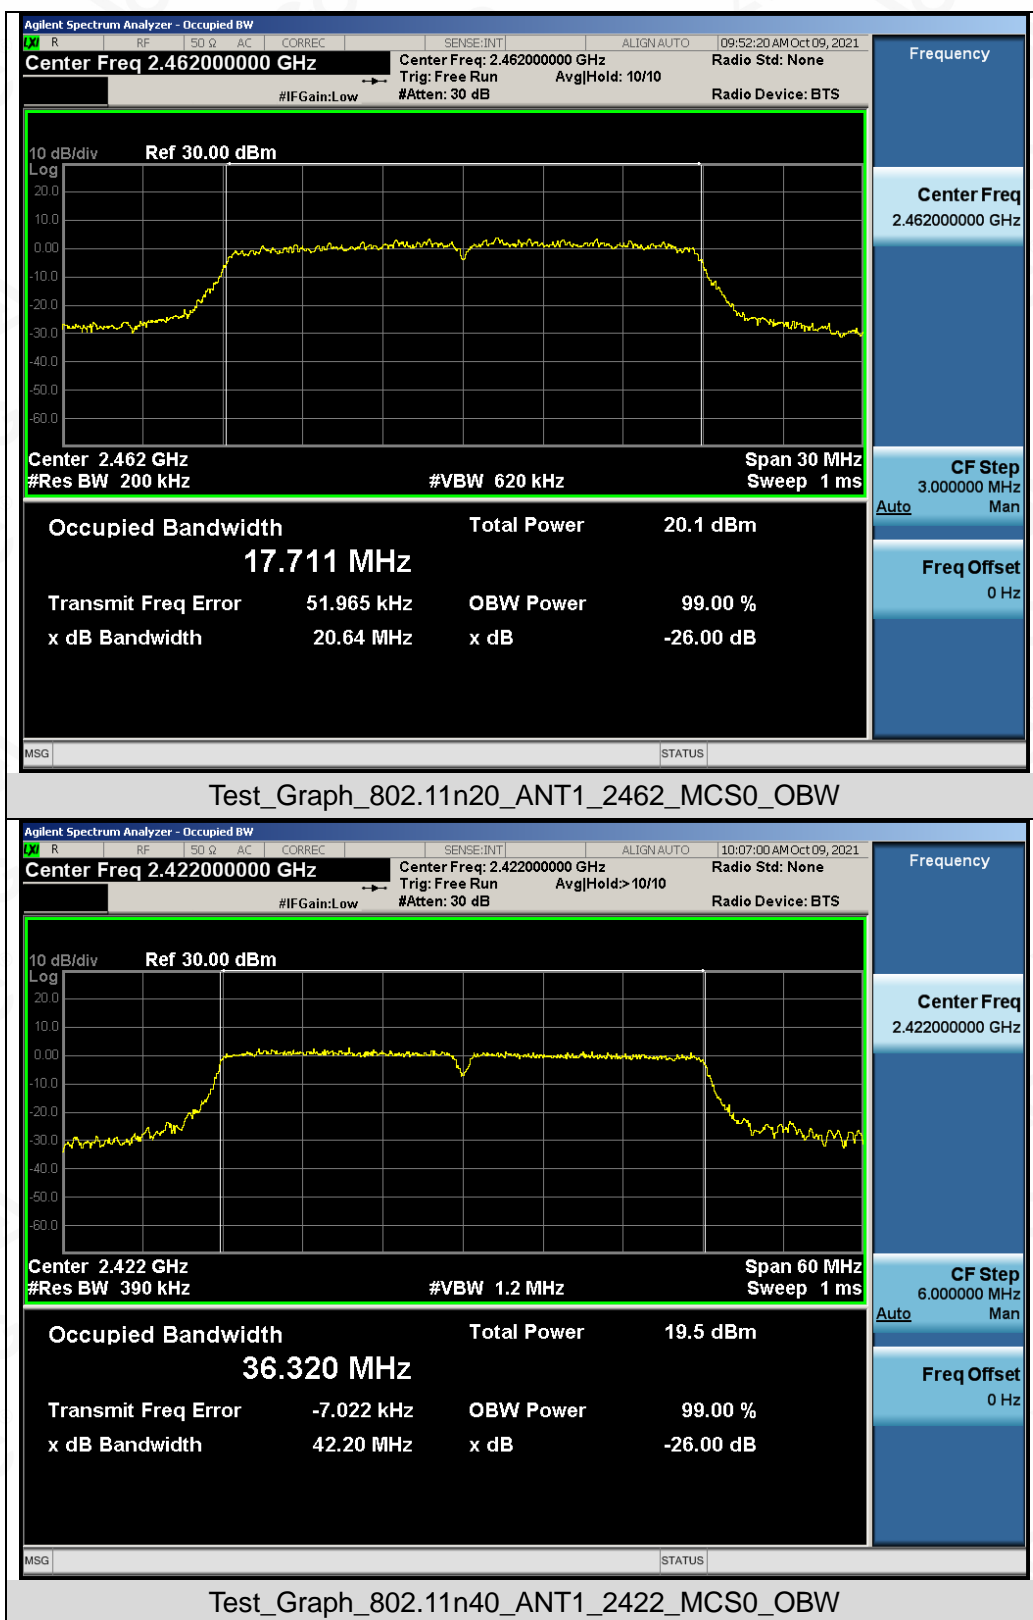 Agilent Spectrum Analyzer - Occupied BW
LXI R RF 50 Ω AC CORREC SENSE:INT ALIGN AUTO 09:52:20 AM Oct 09, 2021
Center Freq 2.462000000 GHz
Center Freq: 2.462000000 GHz Radio Std: None
Trig: Free Run Avg|Hold: 10/10
#IFGain:Low #Atten: 30 dB Radio Device: BTS
Frequency
10 dB/div Ref 30.00 dBm
Log
20.0
10.0
0.00
-10.0
-20.0
-30.0
-40.0
-50.0
-60.0
Center 2.462 GHz Span 30 MHz
#Res BW 200 kHz #VBW 620 kHz Sweep 1 ms
Center Freq
2.462000000 GHz
CF Step
3.000000 MHz
Auto Man
Freq Offset
0 Hz
Occupied Bandwidth Total Power 20.1 dBm
17.711 MHz
Transmit Freq Error 51.965 kHz OBW Power 99.00 %
x dB Bandwidth 20.64 MHz x dB -26.00 dB
MSG STATUS
Test_Graph_802.11n20_ANT1_2462_MCS0_OBW
Agilent Spectrum Analyzer - Occupied BW
LXI R RF 50 Ω AC CORREC SENSE:INT ALIGN AUTO 10:07:00 AM Oct 09, 2021
Center Freq 2.422000000 GHz
Center Freq: 2.422000000 GHz Radio Std: None
Trig: Free Run Avg|Hold:> 10/10
#IFGain:Low #Atten: 30 dB Radio Device: BTS
Frequency
10 dB/div Ref 30.00 dBm
Log
20.0
10.0
0.00
-10.0
-20.0
-30.0
-40.0
-50.0
-60.0
Center 2.422 GHz Span 60 MHz
#Res BW 390 kHz #VBW 1.2 MHz Sweep 1 ms
Center Freq
2.422000000 GHz
CF Step
6.000000 MHz
Auto Man
Freq Offset
0 Hz
Occupied Bandwidth Total Power 19.5 dBm
36.320 MHz
Transmit Freq Error -7.022 kHz OBW Power 99.00 %
x dB Bandwidth 42.20 MHz x dB -26.00 dB
MSG STATUS
Test_Graph_802.11n40_ANT1_2422_MCS0_OBW